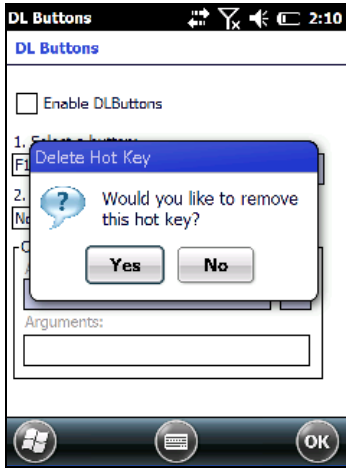 DL Buttons 2:10
DL Buttons
Enable DLButtons
1.
Delete Hot Key
F1
Would you like to remove
this hot key?
2.
Yes No
Arguments:
OK